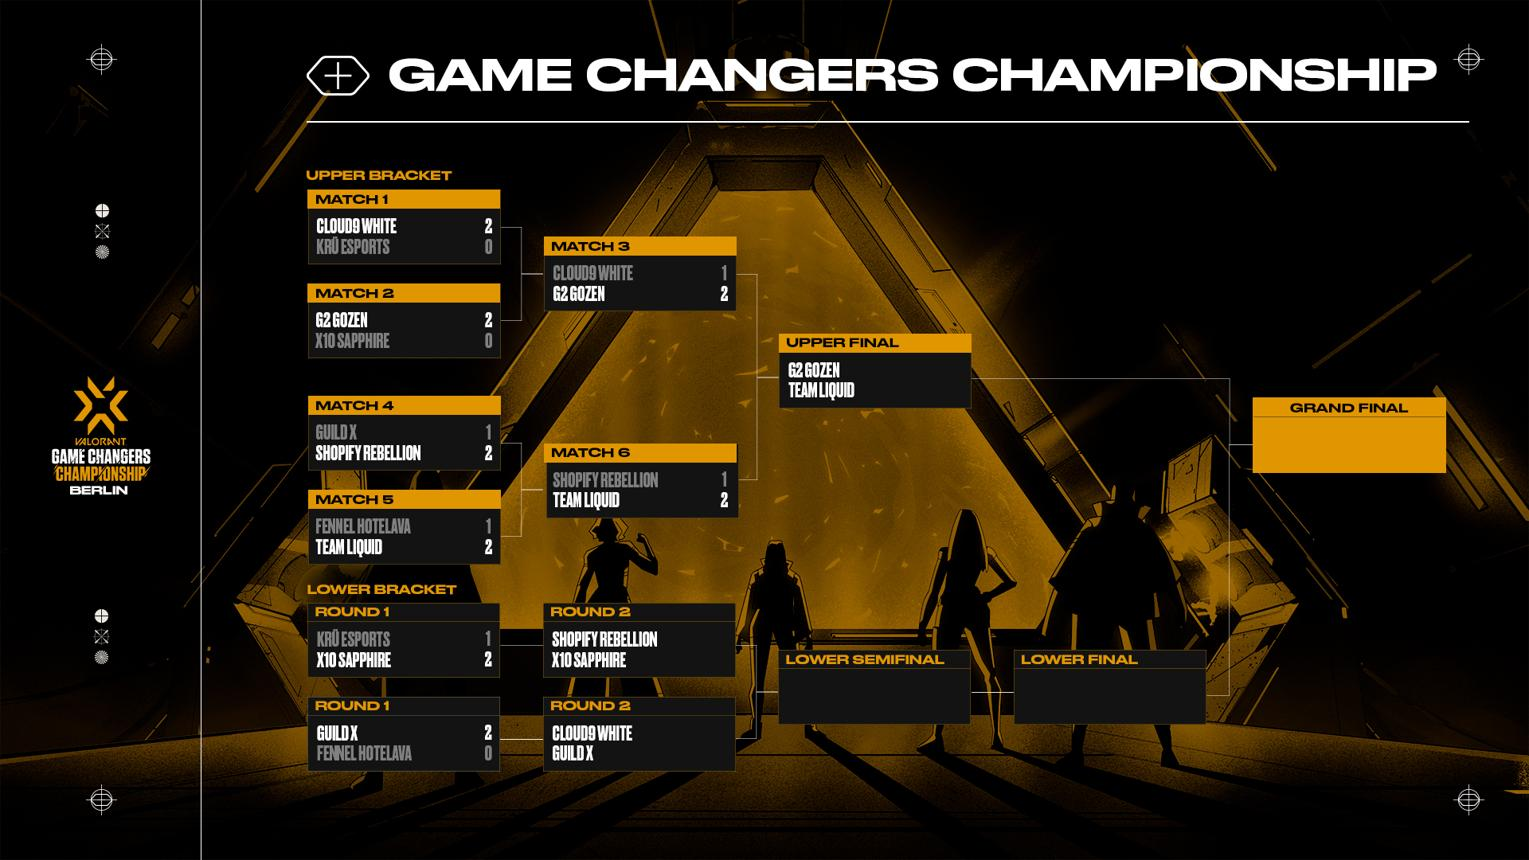 GAME CHANGERS CHAMPIONSHIP
UPPER BRACKET
MATCH 1
CLOUD9 WHITE 2
KRÜ ESPORTS 0
MATCH 2
G2 GOZEN 2
X10 SAPPHIRE 0
MATCH 3
CLOUD9 WHITE 1
G2 GOZEN 2
MATCH 4
GUILD X 1
SHOPIFY REBELLION 2
MATCH 5
FENNEL HOTELAVA 1
TEAM LIQUID 2
MATCH 6
SHOPIFY REBELLION 1
TEAM LIQUID 2
UPPER FINAL
G2 GOZEN
TEAM LIQUID
GRAND FINAL
LOWER BRACKET
ROUND 1
KRÜ ESPORTS 1
X10 SAPPHIRE 2
ROUND 1
GUILD X 2
FENNEL HOTELAVA 0
ROUND 2
SHOPIFY REBELLION
X10 SAPPHIRE
ROUND 2
CLOUD9 WHITE
GUILD X
LOWER SEMIFINAL
LOWER FINAL
VALORANT
GAME CHANGERS
CHAMPIONSHIP
BERLIN